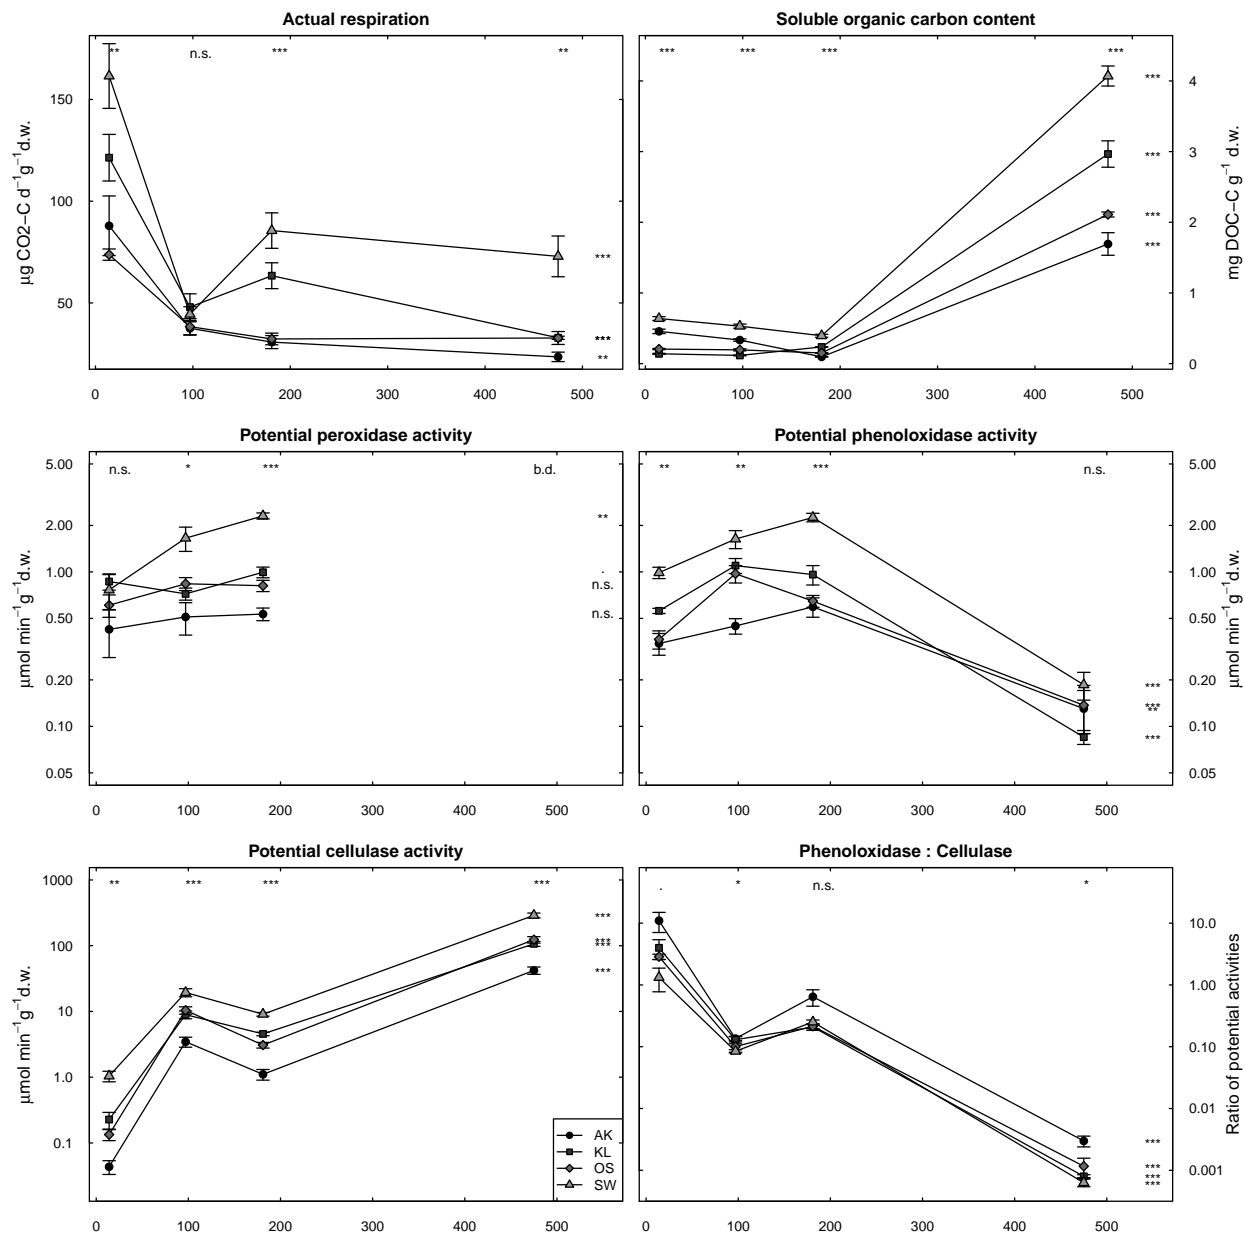 Actual respiration
Soluble organic carbon content
** n.s. *** **
*** *** *** ***
150
100
50
µg CO2−C d−1g−1d.w.
***
***
**
0 100 200 300 400 500
4
3
2
1
0
mg DOC−C g−1 d.w.
***
***
***
***
0 100 200 300 400 500
Potential peroxidase activity
Potential phenoloxidase activity
n.s. * *** b.d.
** ** *** n.s.
5.00
2.00
1.00
0.50
0.20
0.10
0.05
µmol min−1g−1d.w.
**
.
n.s.
n.s.
0 100 200 300 400 500
5.00
2.00
1.00
0.50
0.20
0.10
0.05
µmol min−1g−1d.w.
***
***
**
***
0 100 200 300 400 500
Potential cellulase activity
Phenoloxidase : Cellulase
** *** *** ***
. * n.s. *
1000
100
10
1.0
0.1
µmol min−1g−1d.w.
***
***
***
***
AK
KL
OS
SW
0 100 200 300 400 500
10.0
1.00
0.10
0.01
0.001
Ratio of potential activities
***
***
***
***
0 100 200 300 400 500